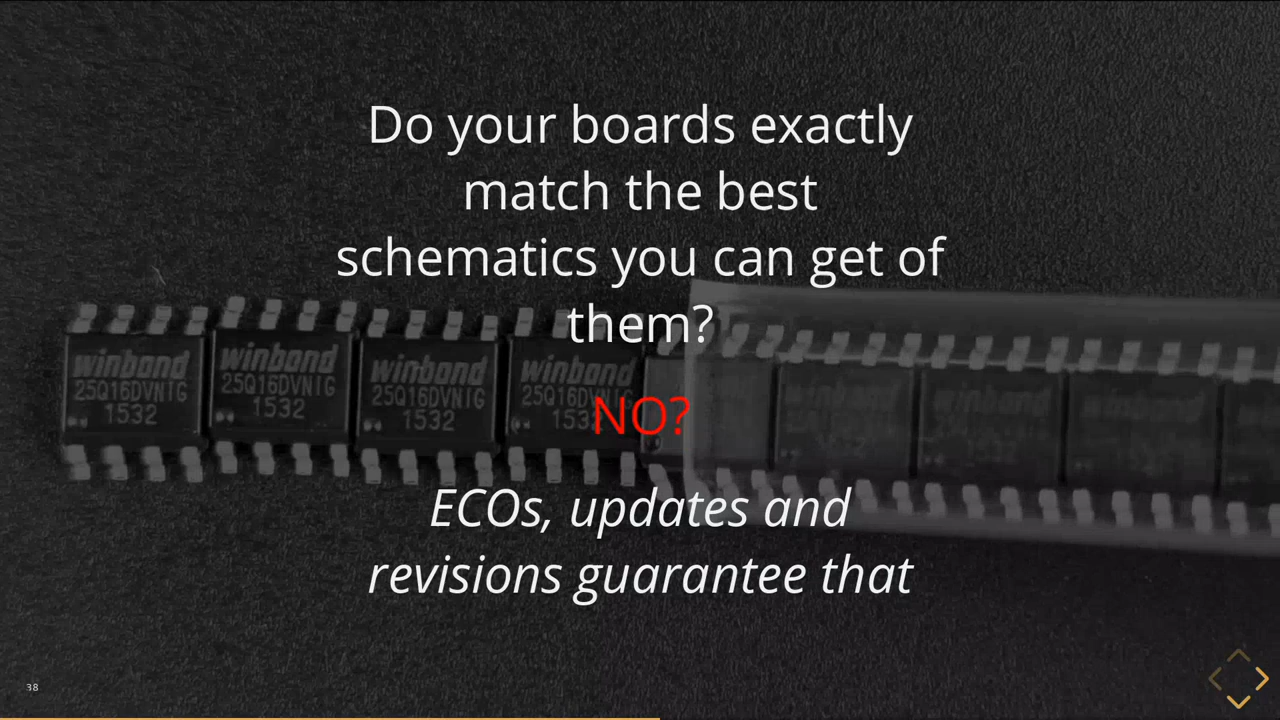 Do your boards exactly
match the best
schematics you can get of
them?
winbond
25Q16DVNIG
1532
winbond
25Q16DVNIG
1532
winbond
25Q16DVNIG
1532
winbond
25Q16DVNIG
NO?
ECOs, updates and
revisions guarantee that
38